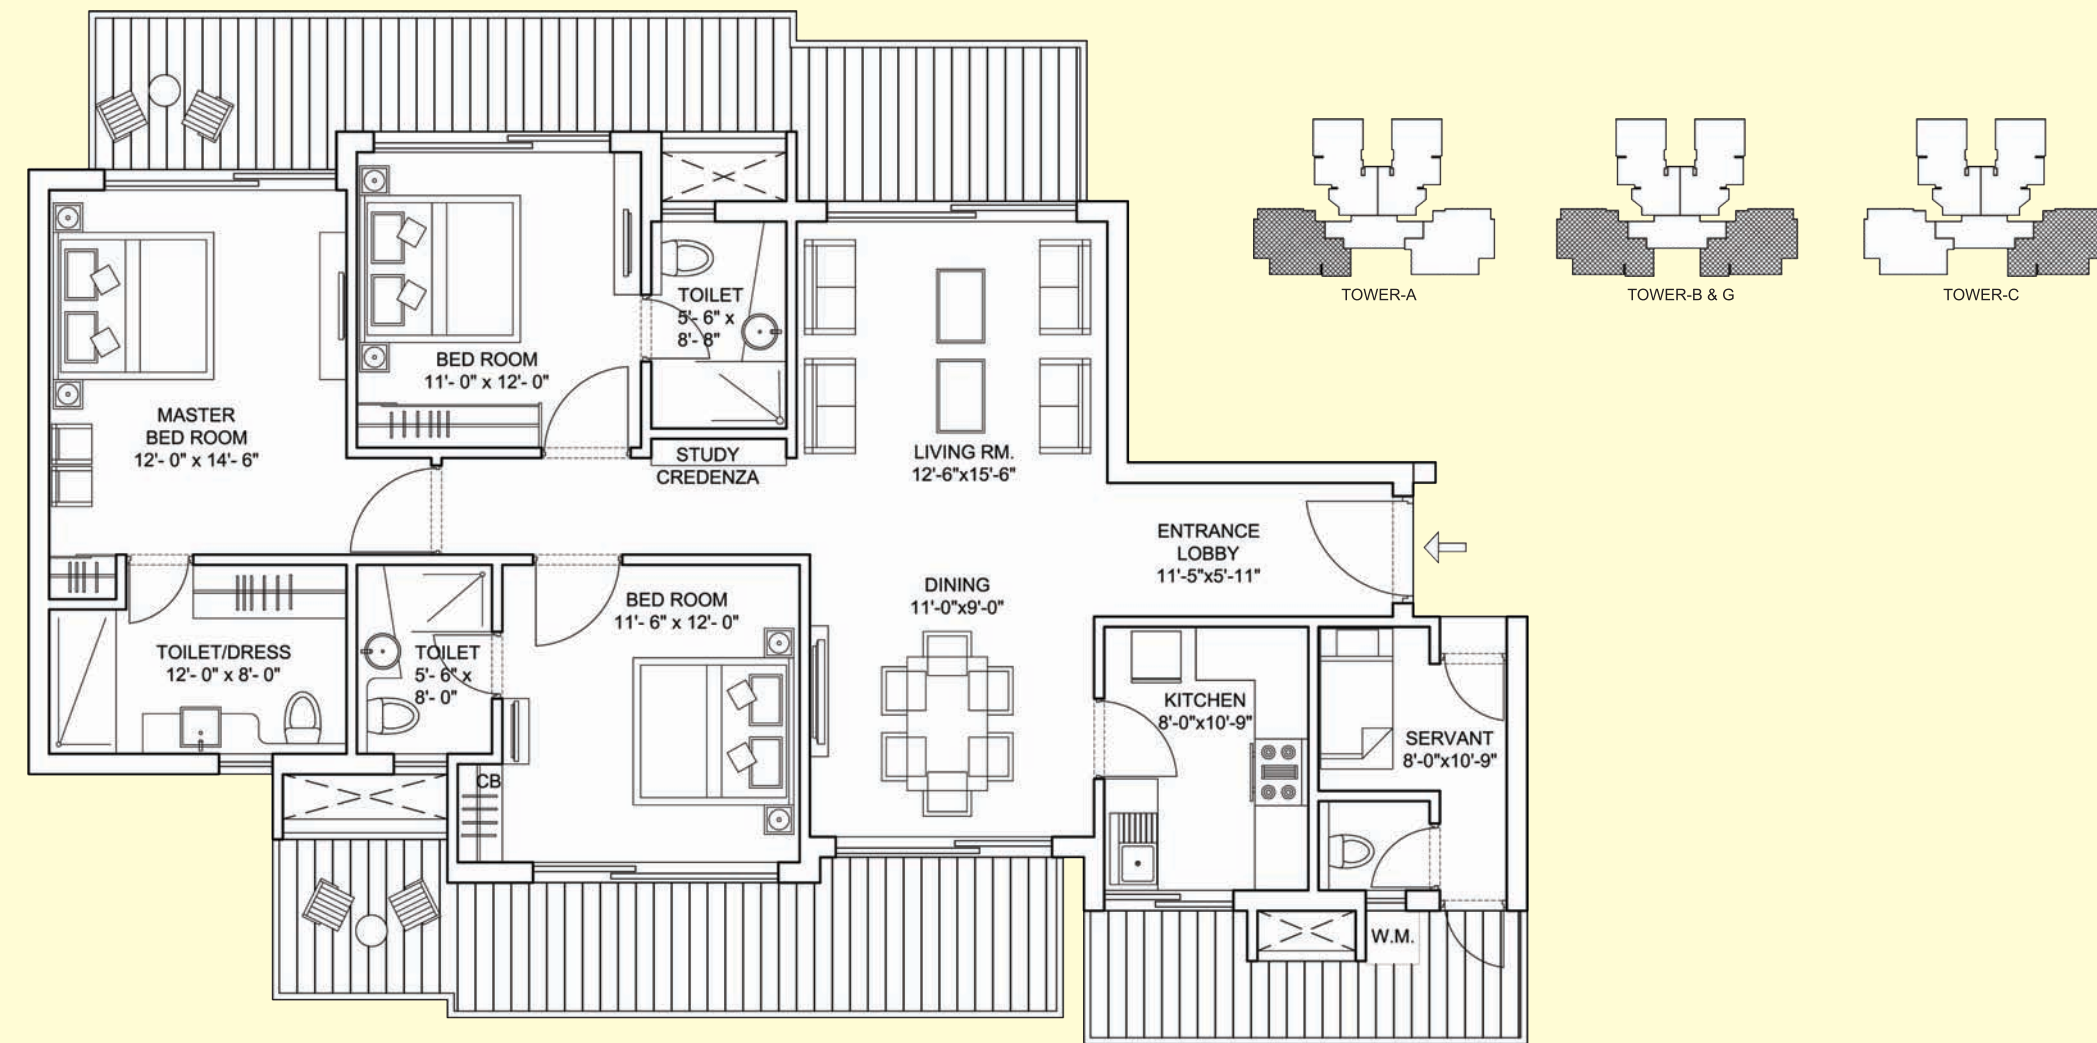 TOILET
5'- 6" x
8'- 8"
BED ROOM
11'- 0" x 12'- 0"
MASTER
BED ROOM
12'- 0" x 14'- 6"
STUDY
CREDENZA
LIVING RM.
12'-6"x15'-6"
ENTRANCE
LOBBY
11'-5"x5'-11"
DINING
11'-0"x9'-0"
BED ROOM
11'- 6" x 12'- 0"
TOILET/DRESS
12'- 0" x 8'- 0"
TOILET
5'- 6" x
8'- 0"
CB
KITCHEN
8'-0"x10'-9"
SERVANT
8'-0"x10'-9"
W.M.
TOWER-A
TOWER-B & G
TOWER-C